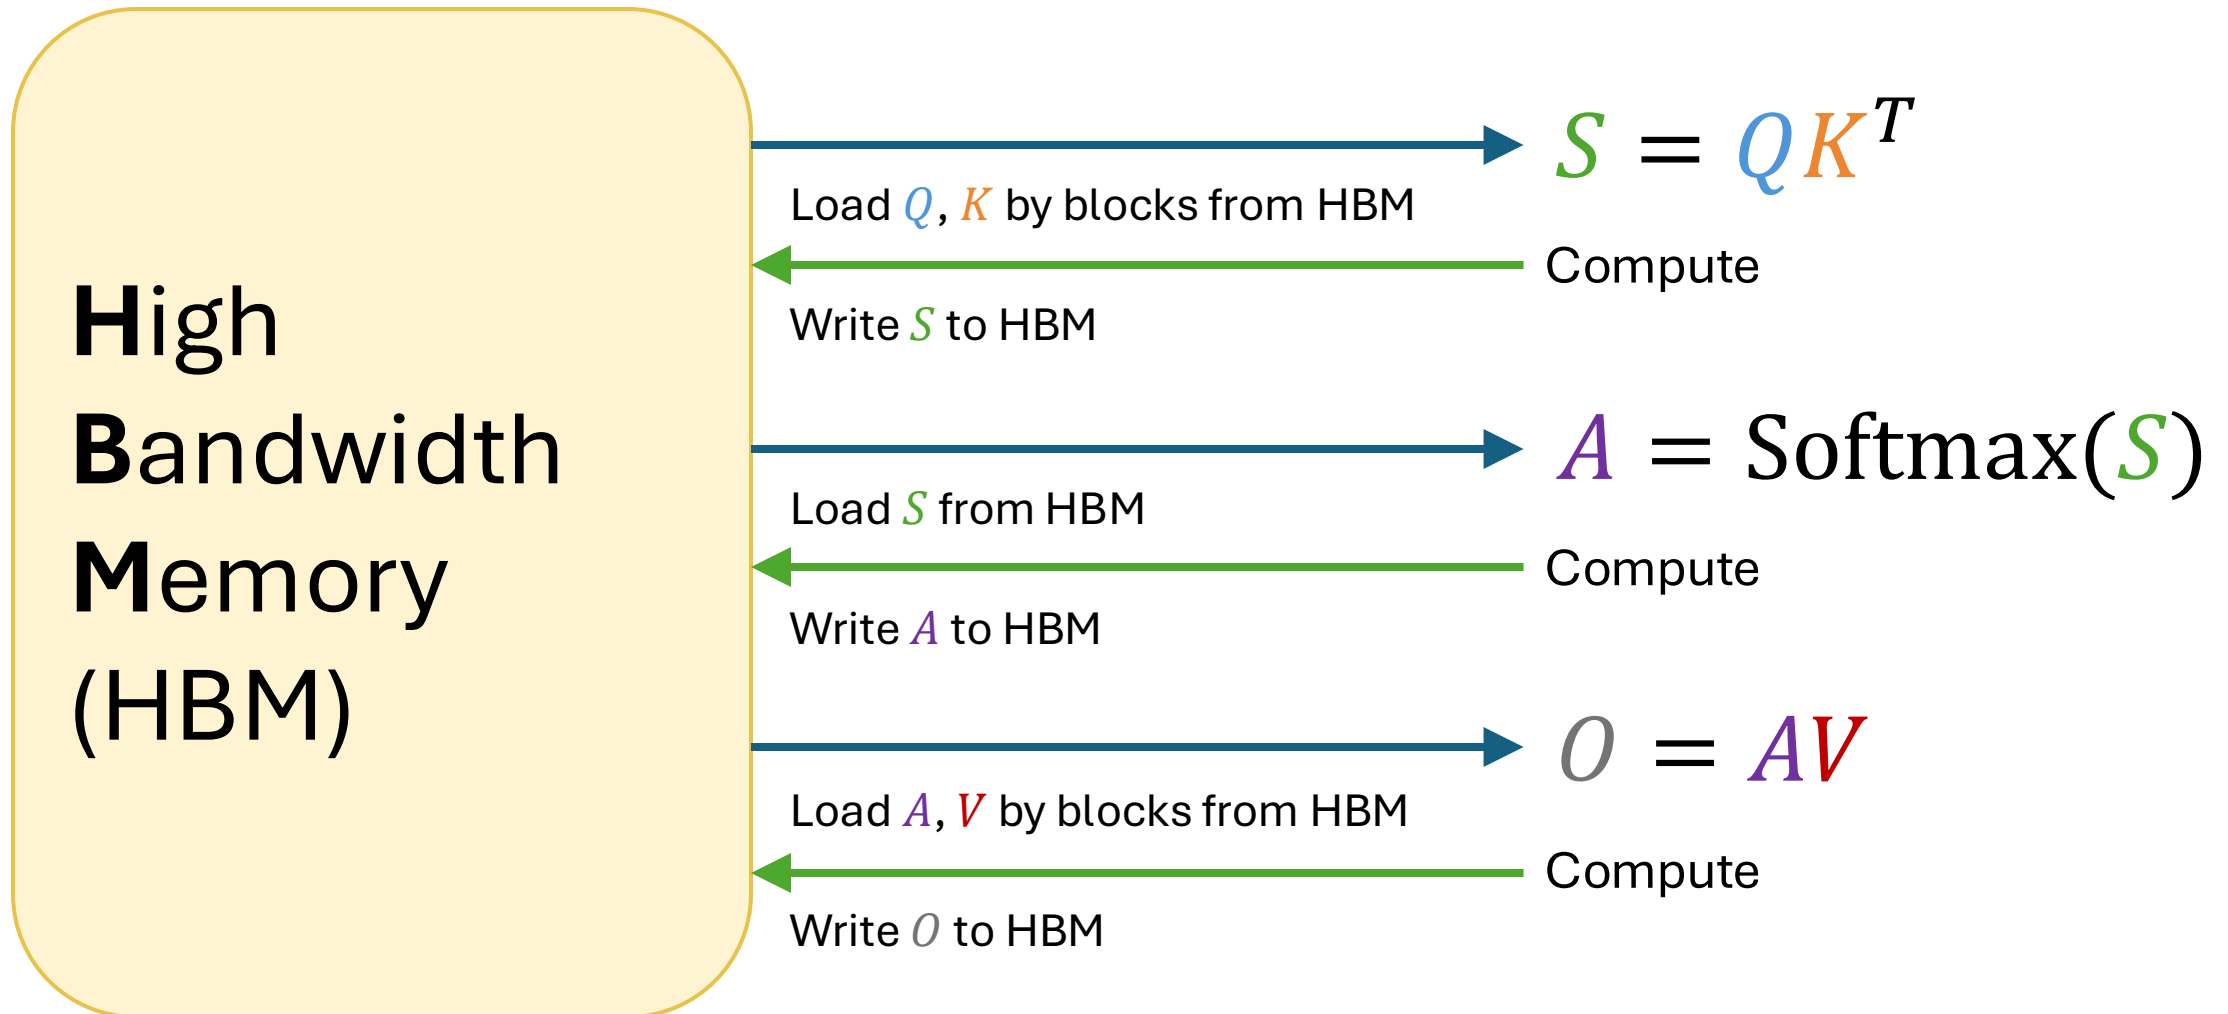 High
Bandwidth
Memory
(HBM)
S = QKᵀ
Load Q, K by blocks from HBM
Compute
Write S to HBM
A = Softmax(S)
Load S from HBM
Compute
Write A to HBM
O = AV
Load A, V by blocks from HBM
Compute
Write O to HBM